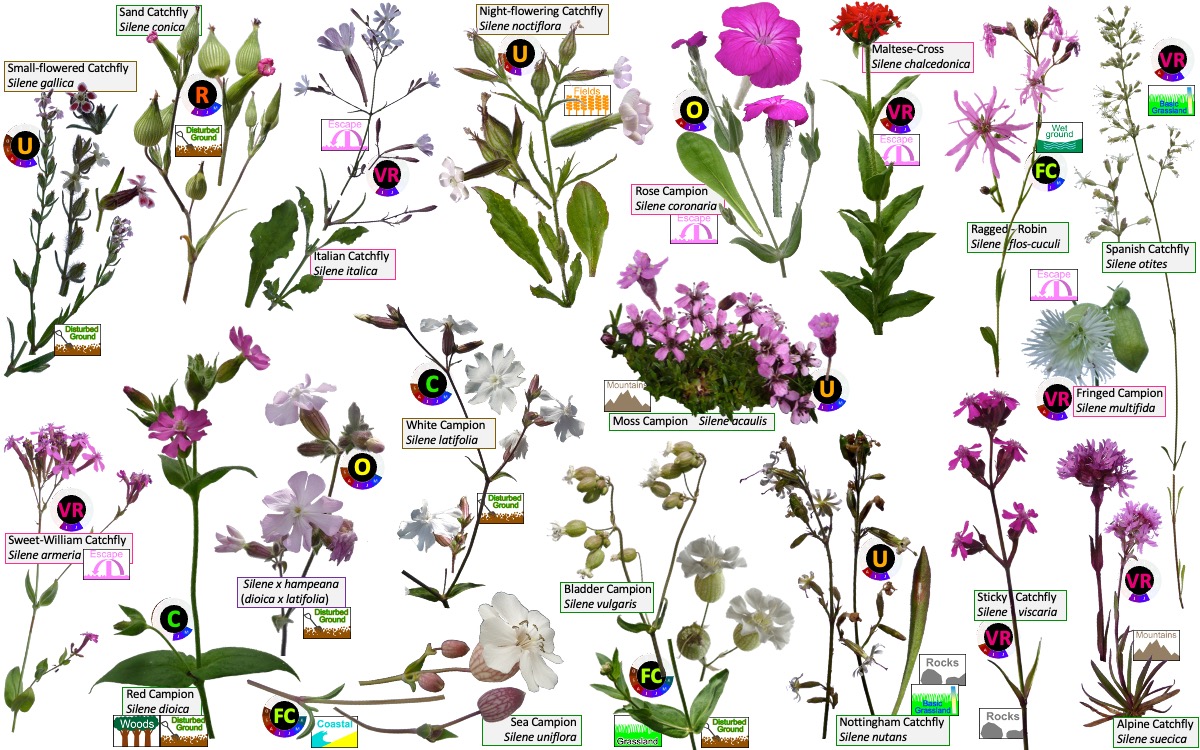 Sand Catchfly
Silene conica
R
Disturbed
Ground
Small-flowered Catchfly
Silene gallica
U
Disturbed
Ground
Escape
VR
Italian Catchfly
Silene italica
Night-flowering Catchfly
Silene noctiflora
U
Fields
O
Rose Campion
Silene coronaria
Escape
Maltese-Cross
Silene chalcedonica
VR
Escape
Wet
ground
FC
Ragged - Robin
Silene flos-cuculi
VR
Basic
Grassland
Spanish Catchfly
Silene otites
Escape
VR
Fringed Campion
Silene multifida
Mountains
U
Moss Campion Silene acaulis
C
White Campion
Silene latifolia
Disturbed
Ground
VR
Sweet-William Catchfly
Silene armeria
Escape
C
Red Campion
Silene dioica
Woods
Disturbed
Ground
O
Silene x hampeana
(dioica x latifolia)
Disturbed
Ground
FC
Coastal
Sea Campion
Silene uniflora
Bladder Campion
Silene vulgaris
FC
Grassland
Disturbed
Ground
U
Rocks
Basic
Grassland
Nottingham Catchfly
Silene nutans
Sticky Catchfly
Silene viscaria
VR
Rocks
VR
Mountains
Alpine Catchfly
Silene suecica